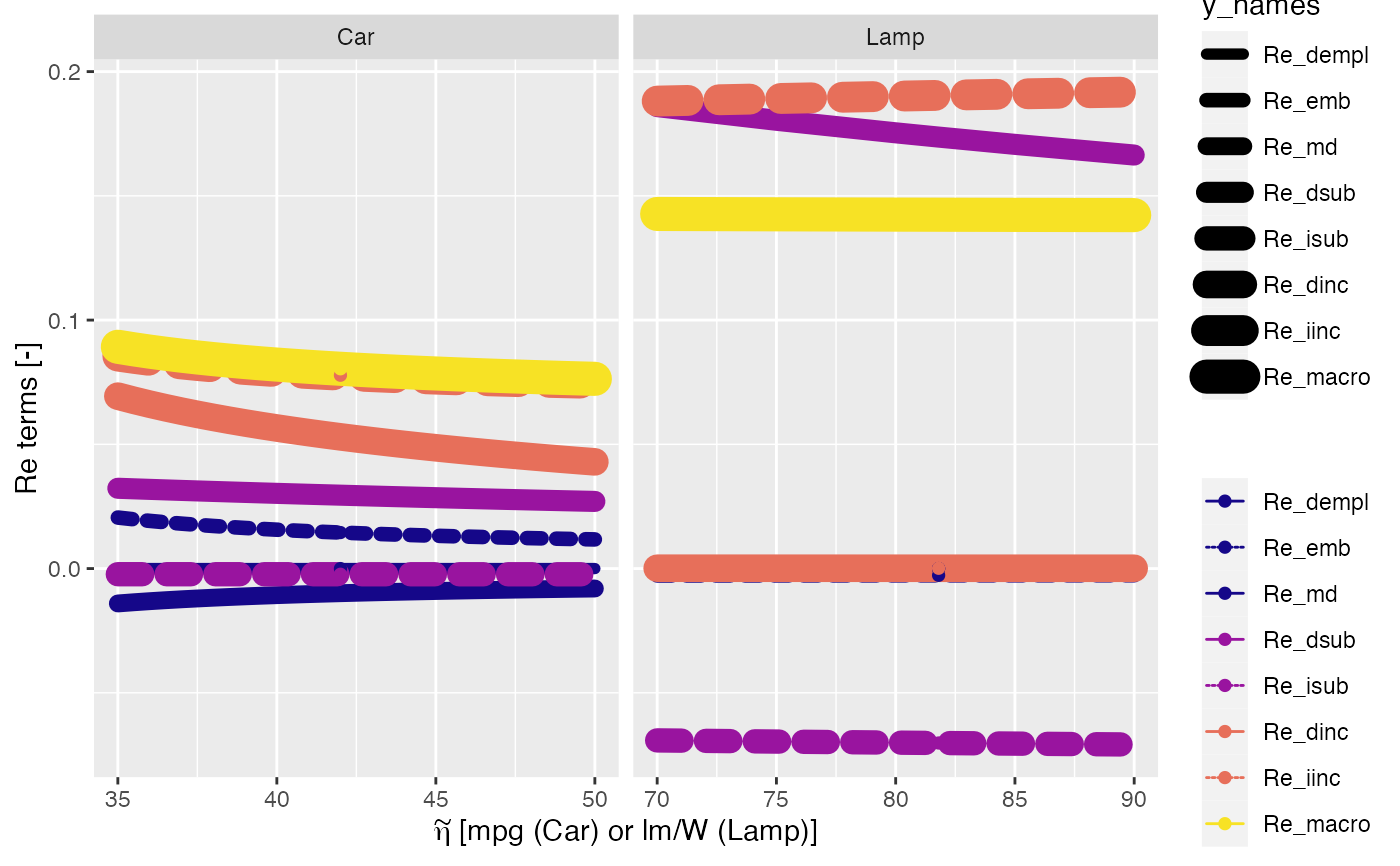 Car
Lamp
0.2
0.1
0.0
Re terms [-]
35
40
45
50
70
75
80
85
90
η̃ [mpg (Car) or lm/W (Lamp)]
y_names
Re_dempl
Re_emb
Re_md
Re_dsub
Re_isub
Re_dinc
Re_iinc
Re_macro
Re_dempl
Re_emb
Re_md
Re_dsub
Re_isub
Re_dinc
Re_iinc
Re_macro